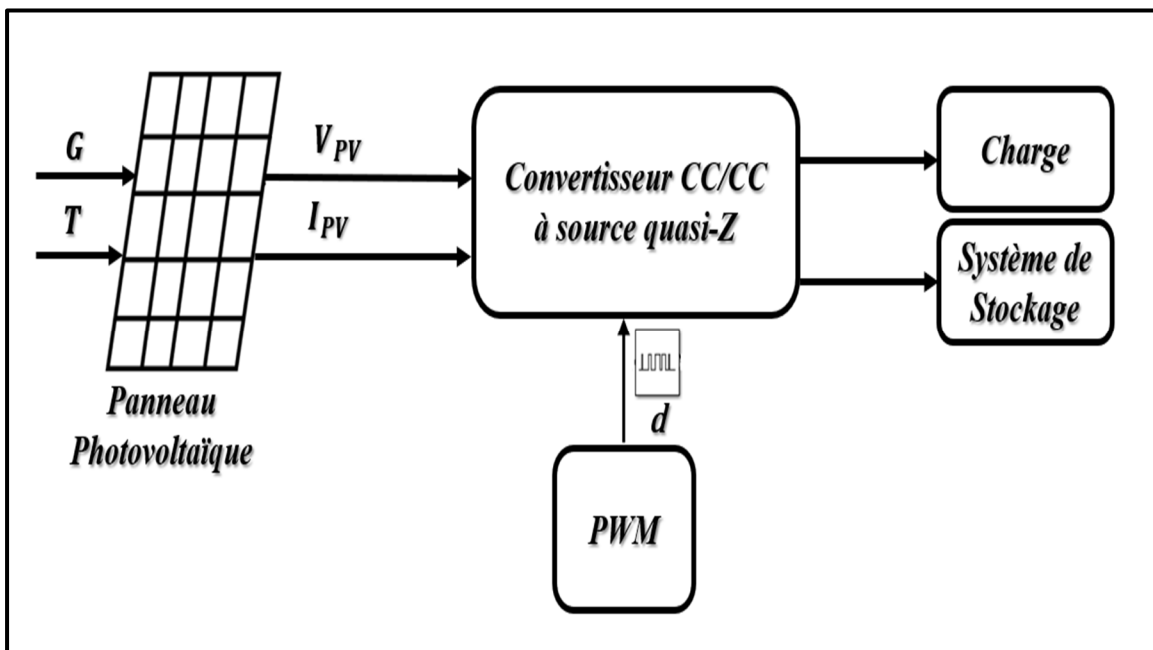 G
T
Panneau
Photovoltaïque
V PV
I PV
Convertisseur CC/CC
à source quasi-Z
d
PWM
Charge
Système de
Stockage